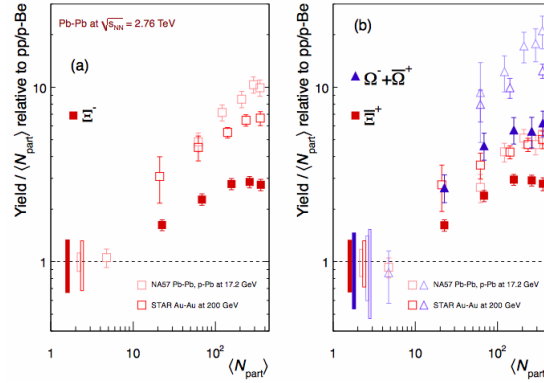 Pb-Pb at √sNN = 2.76 TeV
Yield / ⟨Npart⟩ relative to pp/p-Be
(a)
Ξ-
10
1
NA57 Pb-Pb, p-Pb at 17.2 GeV
STAR Au-Au at 200 GeV
1 10 10²
⟨Npart⟩
Yield / ⟨Npart⟩ relative to pp/p-Be
(b)
Ω⁻+Ω̅⁺
Ξ̅⁺
10
1
NA57 Pb-Pb, p-Pb at 17.2 GeV
STAR Au-Au at 200 GeV
1 10 10²
⟨Npart⟩